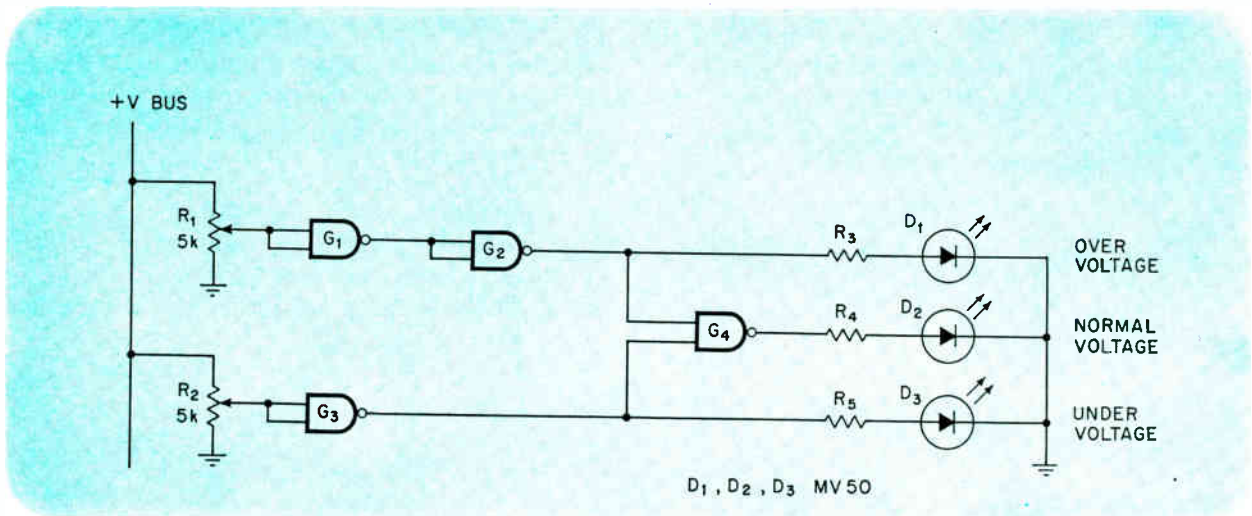 +V BUS
R1
5k
G1
G2
R3
D1
OVER
VOLTAGE
G4
R4
D2
NORMAL
VOLTAGE
R2
5k
G3
R5
D3
UNDER
VOLTAGE
D1, D2, D3 MV50